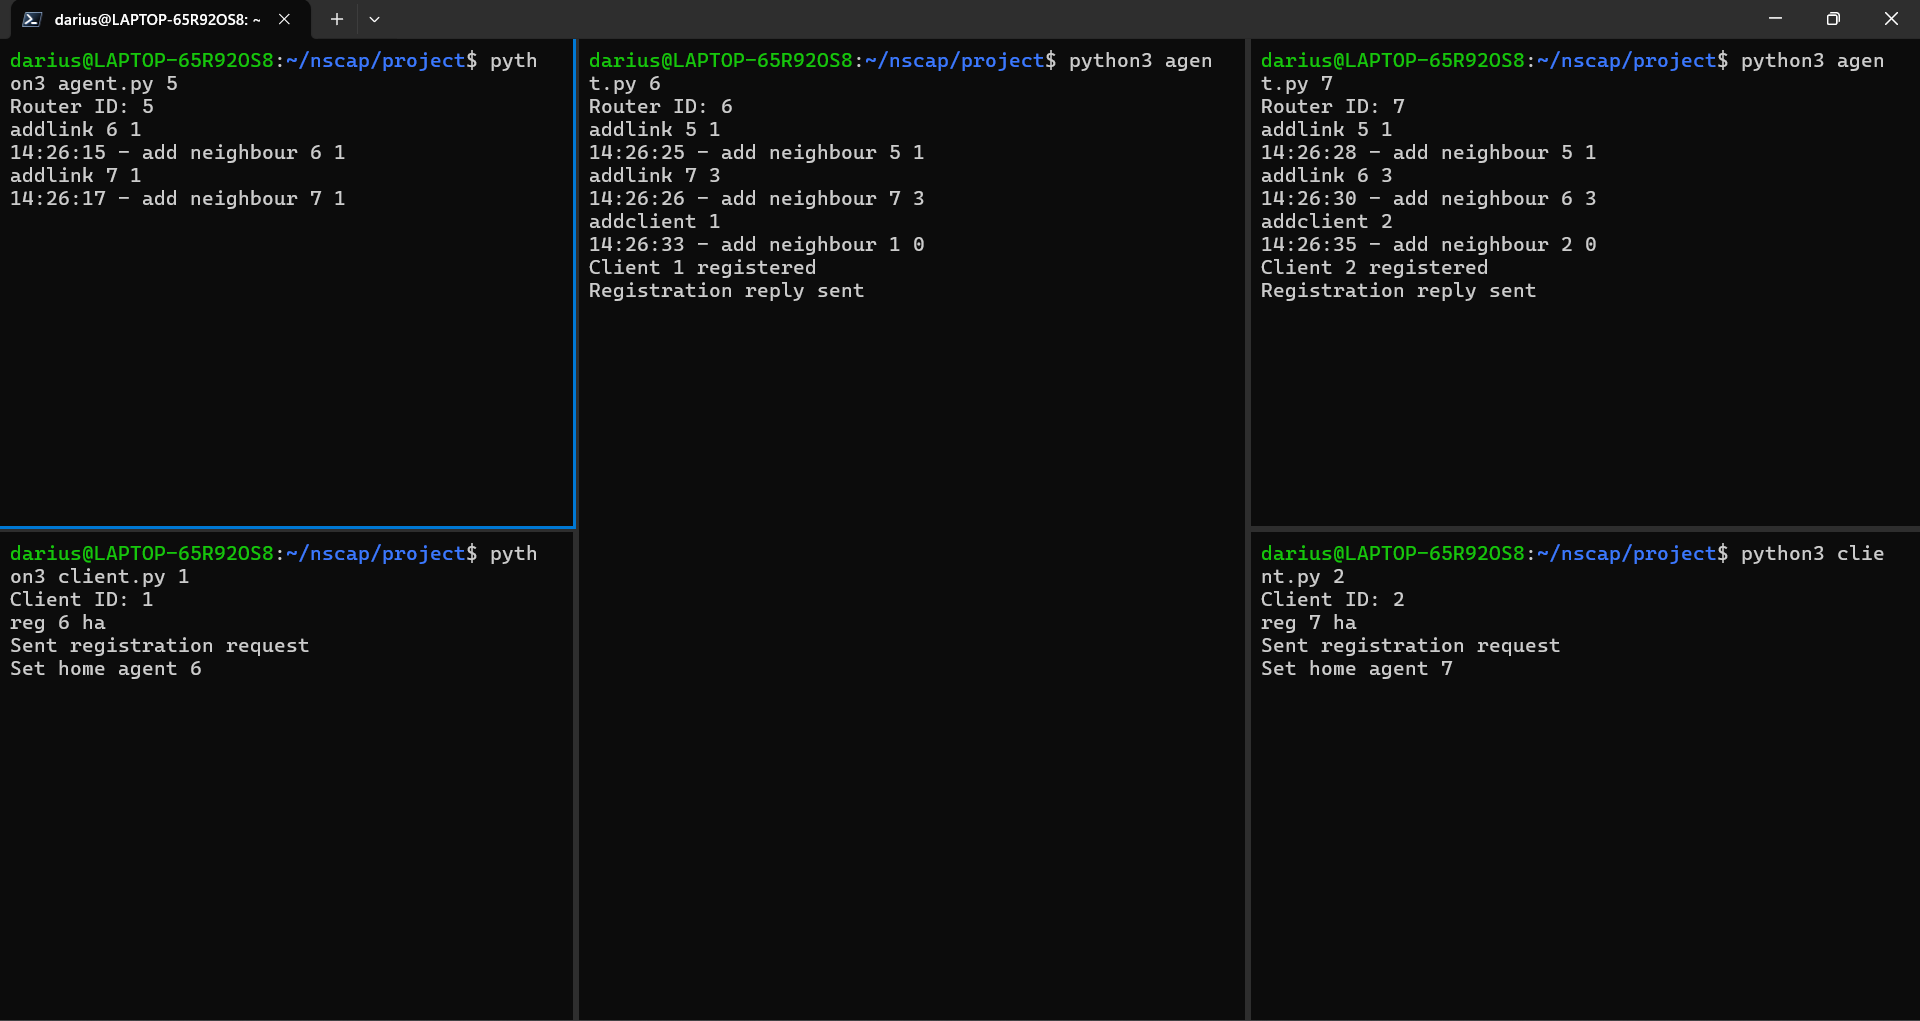 darius@LAPTOP-65R92OS8: ~
darius@LAPTOP-65R92OS8:~/nscap/project$ pyth
on3 agent.py 5
Router ID: 5
addlink 6 1
14:26:15 - add neighbour 6 1
addlink 7 1
14:26:17 - add neighbour 7 1
darius@LAPTOP-65R92OS8:~/nscap/project$ python3 agen
t.py 6
Router ID: 6
addlink 5 1
14:26:25 - add neighbour 5 1
addlink 7 3
14:26:26 - add neighbour 7 3
addclient 1
14:26:33 - add neighbour 1 0
Client 1 registered
Registration reply sent
darius@LAPTOP-65R92OS8:~/nscap/project$ python3 agen
t.py 7
Router ID: 7
addlink 5 1
14:26:28 - add neighbour 5 1
addlink 6 3
14:26:30 - add neighbour 6 3
addclient 2
14:26:35 - add neighbour 2 0
Client 2 registered
Registration reply sent
darius@LAPTOP-65R92OS8:~/nscap/project$ pyth
on3 client.py 1
Client ID: 1
reg 6 ha
Sent registration request
Set home agent 6
darius@LAPTOP-65R92OS8:~/nscap/project$ python3 clie
nt.py 2
Client ID: 2
reg 7 ha
Sent registration request
Set home agent 7